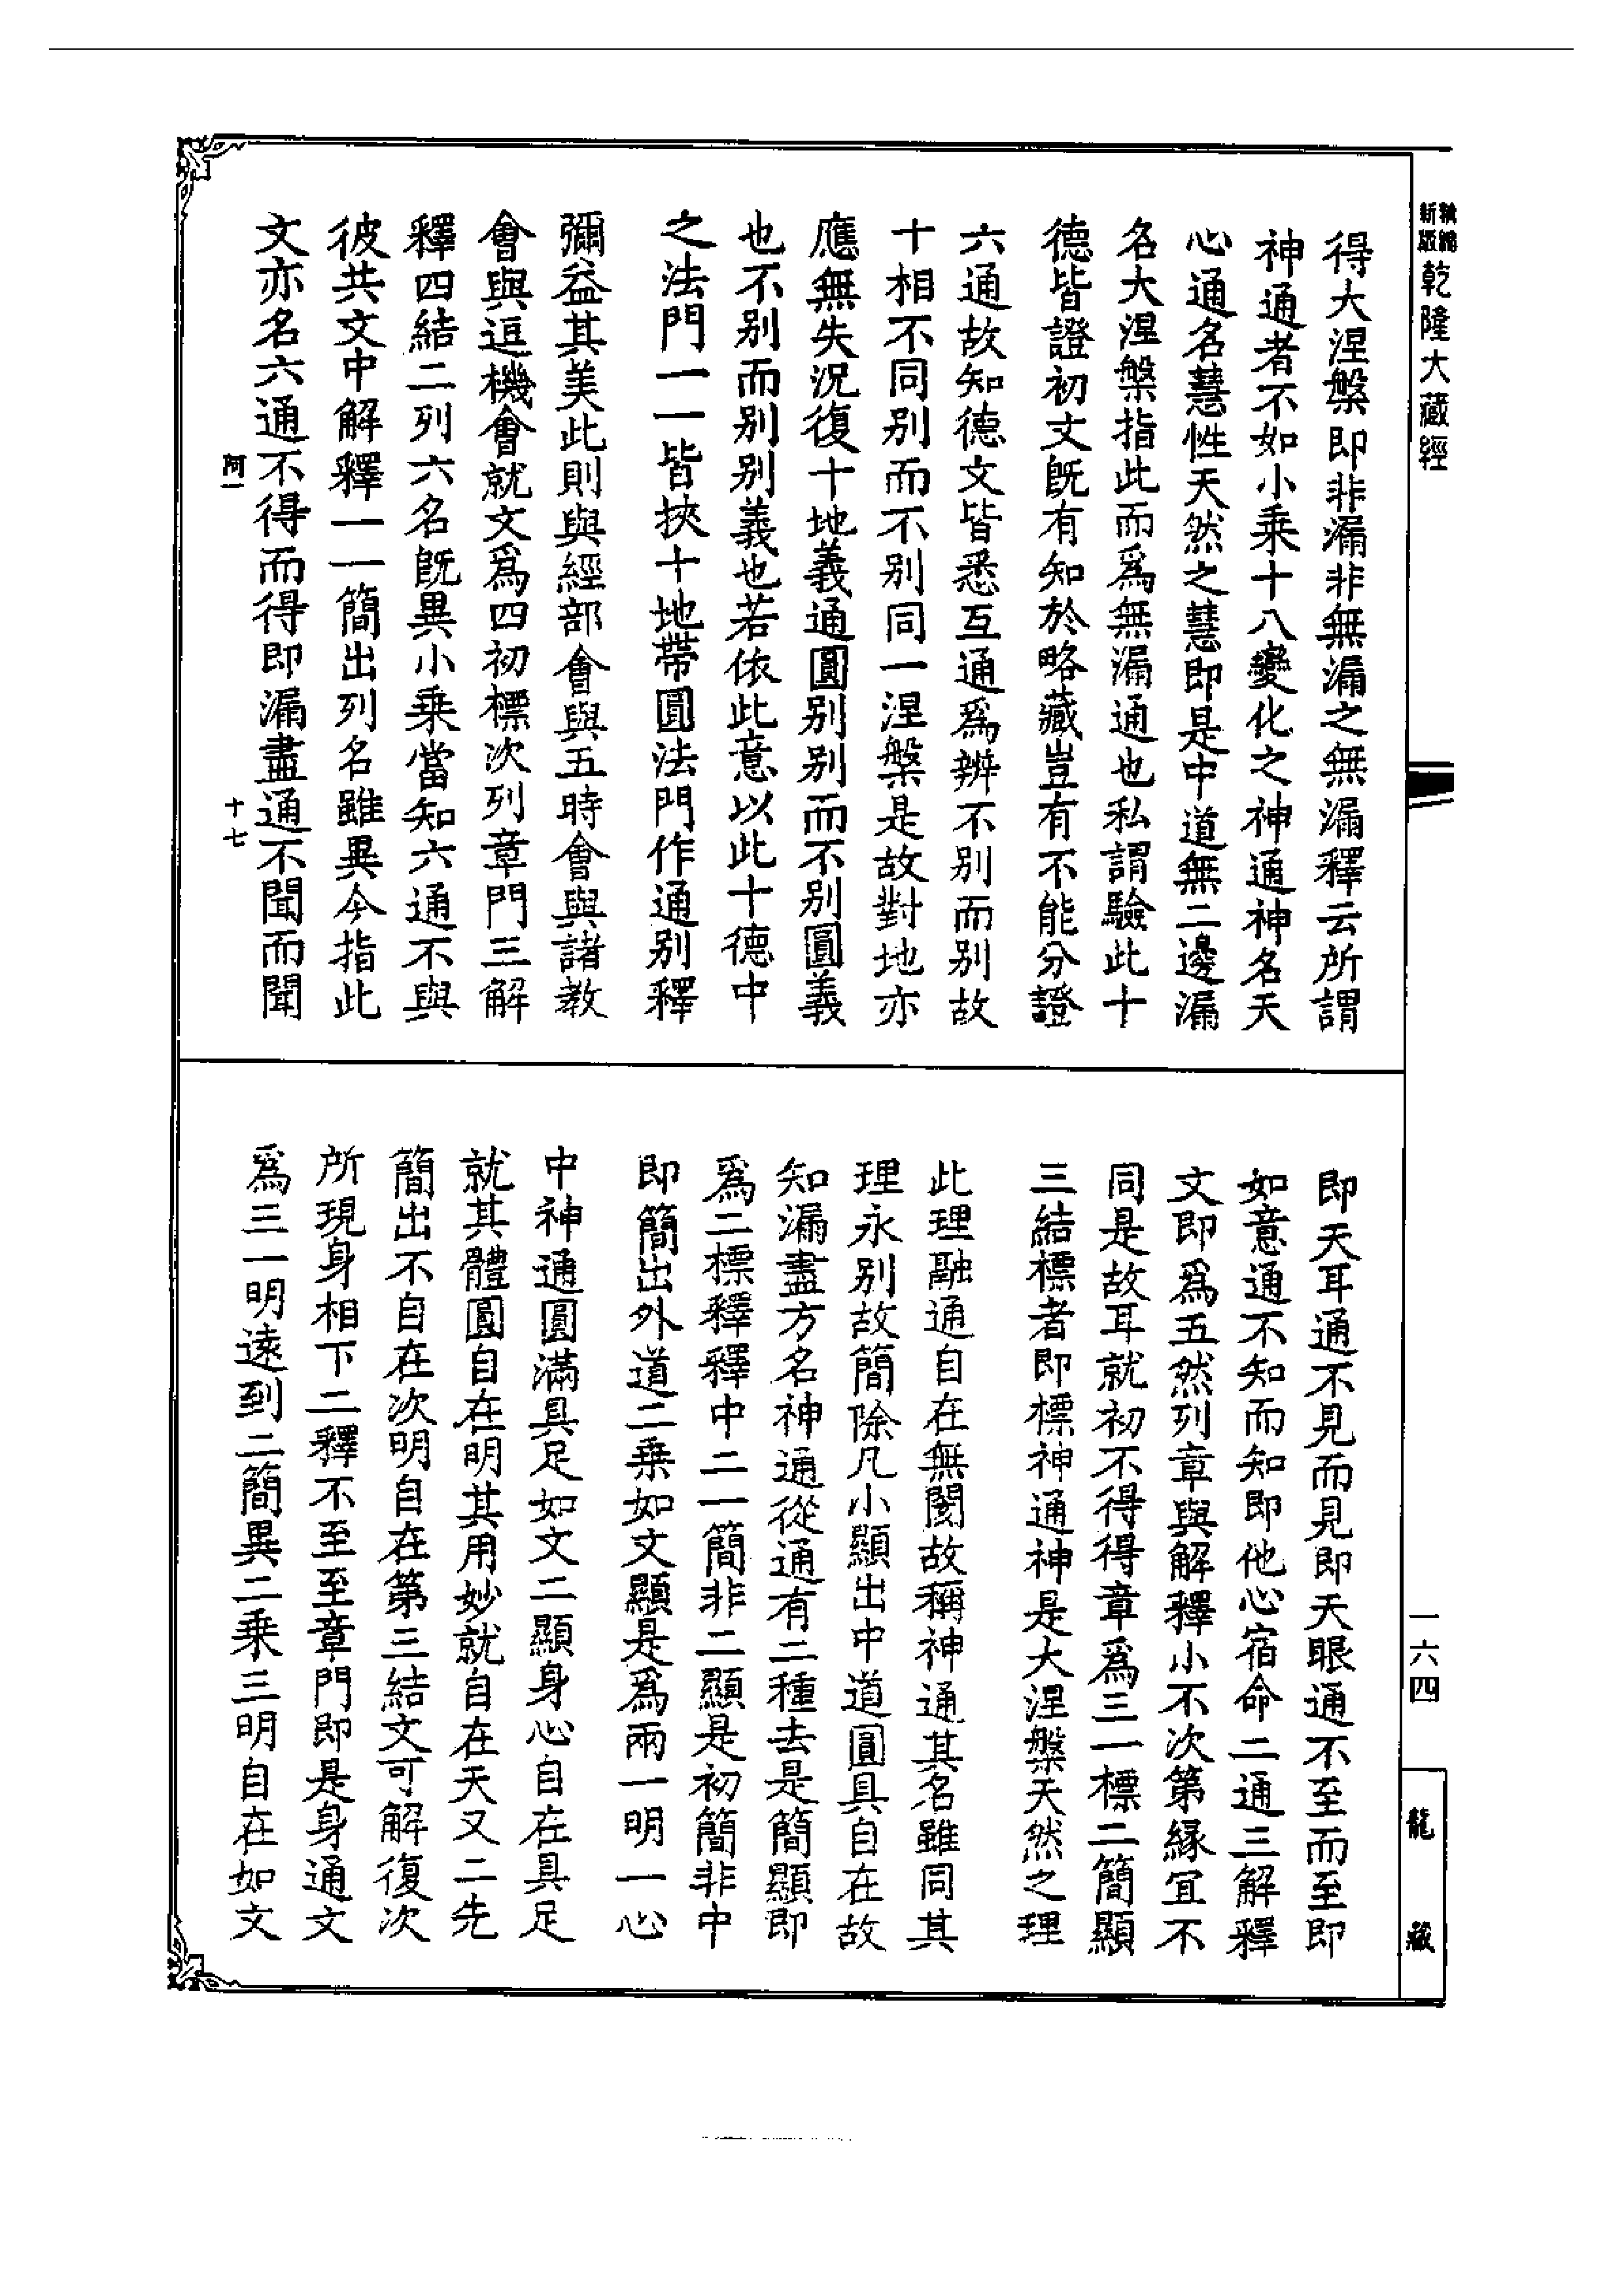 新編
縮版
乾隆大藏經
得大涅槃即非漏非無漏之無漏釋云所謂
神通者不如小乘十八變化之神通神名天
心通名慧性天然之慧即是中道無二邊漏
名大涅槃指此而爲無漏通也私謂驗此十
德皆證初文既有知於略藏豈有不能分證
六通故知德文皆悉互通爲辨不別而別故
十相不同別而不別同一涅槃是故對地亦
應無失況復十地義通圓別別而不別圓義
也不別而別別義也若依此意以此十德中
之法門一一皆挾十地帶圓法門作通別釋
彌益其美此則與經部會與五時會與諸教
會與逗機會就文爲四初標次列章門三解
釋四結二列六名既異小乘當知六通不與
彼共文中解釋一一簡出列名雖異今指此
文亦名六通不得而得即漏盡通不聞而聞
阿一
十七
即天耳通不見而見即天眼通不至而至即
如意通不知而知即他心宿命二通三解釋
文即爲五然列章與解釋小不次第緣宜不
同是故耳就初不得得章爲三一標二簡顯
三結標者即標神通神是大涅槃天然之理
此理融通自在無閡故稱神通其名雖同其
理永別故簡除凡小顯出中道圓具自在故
知漏盡方名神通從通有二種去是簡顯即
爲二標釋釋中二一簡非二顯是初簡非中
即簡出外道二乘如文顯是爲兩一明一心
中神通圓滿具足如文二顯身心自在具足
就其體圓自在明其用妙就自在天又二先
簡出不自在次明自在第三結文可解復次
所現身相下二釋不至至章門即是身通文
爲三一明遠到二簡異二乘三明自在如文
一六四
龍藏